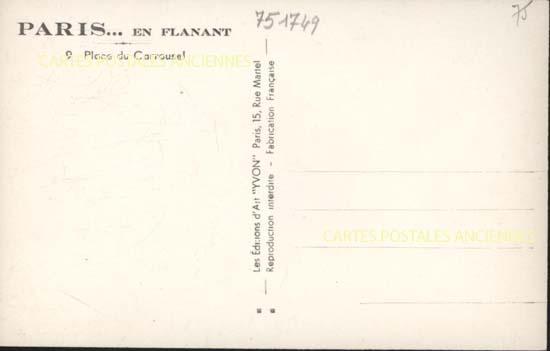 PARIS... EN FLANANT
9 Place du Carrousel
CARTES POSTALES ANCIENNES
751749
75
Les Editions d'Art "YVON" Paris, 15, Rue Martel
Reproduction interdite - Fabrication Française
CARTES POSTALES ANCIENNES